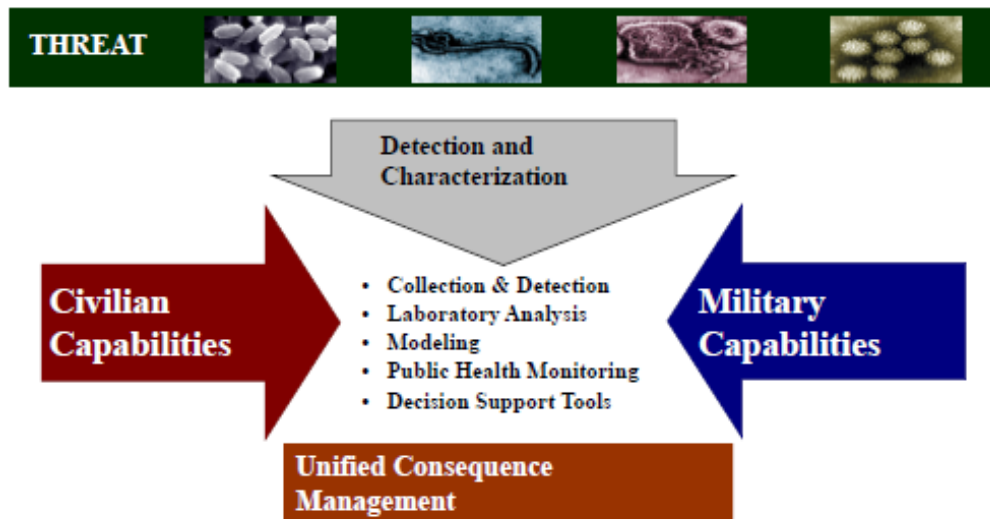 THREAT
Detection and
Characterization
Civilian
Capabilities
• Collection & Detection
• Laboratory Analysis
• Modeling
• Public Health Monitoring
• Decision Support Tools
Military
Capabilities
Unified Consequence
Management